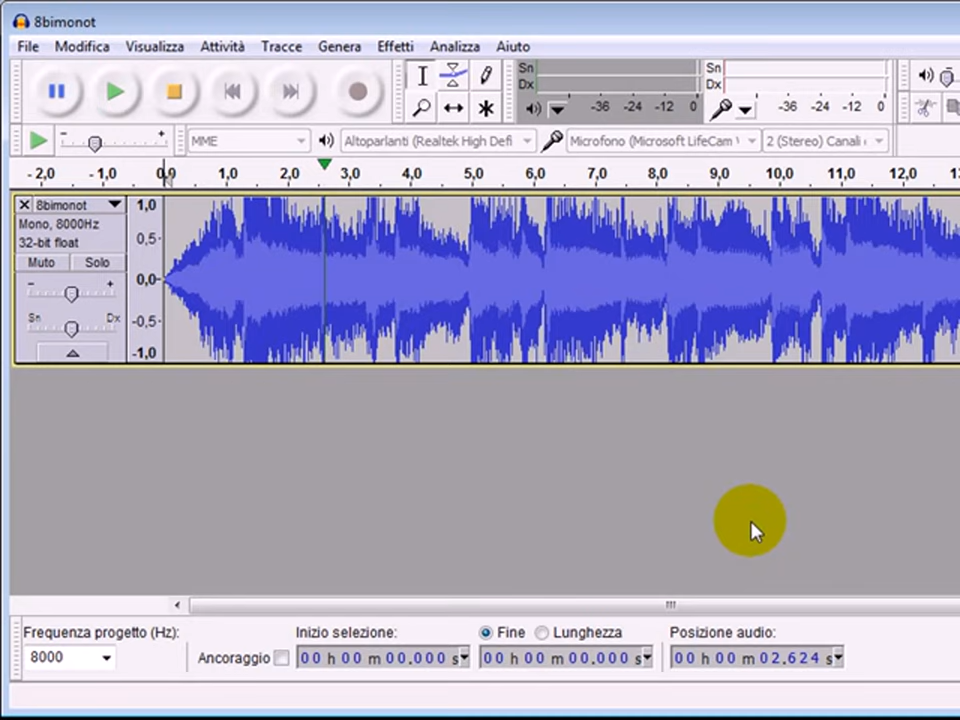 8bimonot
File Modifica Visualizza Attività Tracce Genera Effetti Analizza Aiuto
Sn
Dx
-36 -24 -12 0
Sn
Dx
-36 -24 -12 0
- +
MME
Altoparlanti (Realtek High Defi
Microfono (Microsoft LifeCam
2 (Stereo) Canali
- 2,0 - 1,0 0,0 1,0 2,0 3,0 4,0 5,0 6,0 7,0 8,0 9,0 10,0 11,0 12,0
8bimonot
Mono, 8000Hz
32-bit float
Muto Solo
- +
Sn Dx
1,0
0,5-
0,0-
-0,5-
-1,0
Frequenza progetto (Hz):
8000
Ancoraggio
Inizio selezione:
00 h 00 m 00.000 s
Fine Lunghezza
00 h 00 m 00.000 s
Posizione audio:
00 h 00 m 02.624 s